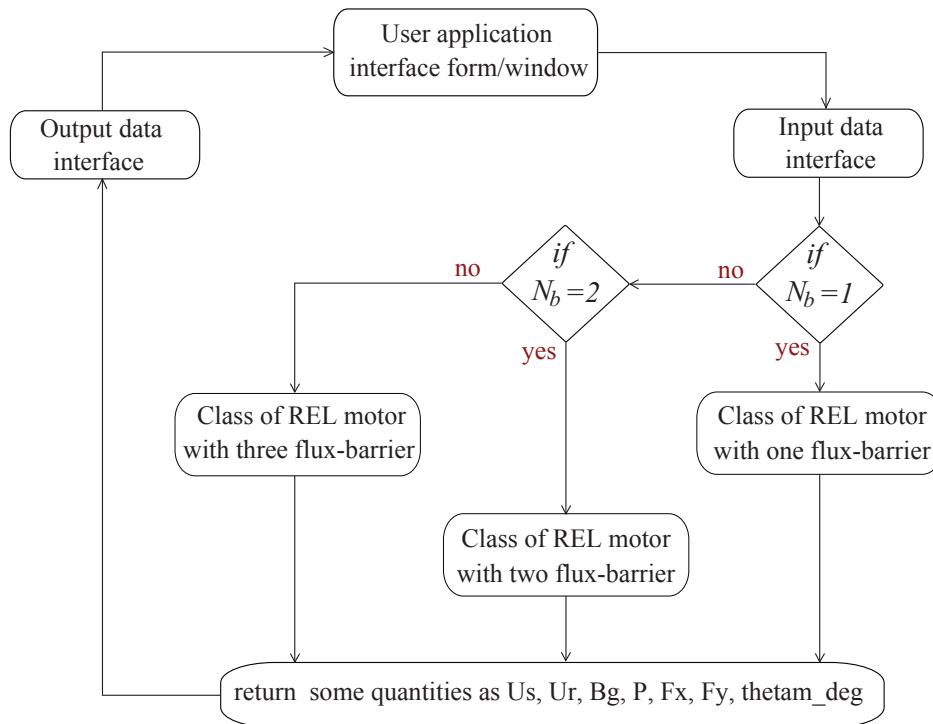 User application
interface form/window
Output data
interface
Input data
interface
if
N_b =2
if
N_b =1
no
no
yes
yes
Class of REL motor
with three flux-barrier
Class of REL motor
with one flux-barrier
Class of REL motor
with two flux-barrier
return some quantities as Us, Ur, Bg, P, Fx, Fy, thetam_deg